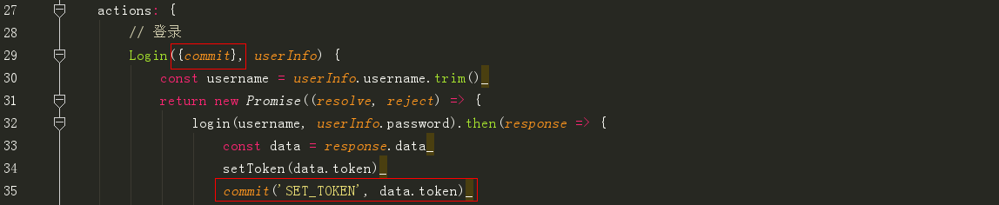 27 actions: {
28 // 登录
29 Login({commit}, userInfo) {
30 const username = userInfo.username.trim()_
31 return new Promise((resolve, reject) => {
32 login(username, userInfo.password).then(response => {
33 const data = response.data_
34 setToken(data.token)_
35 commit('SET_TOKEN', data.token)_